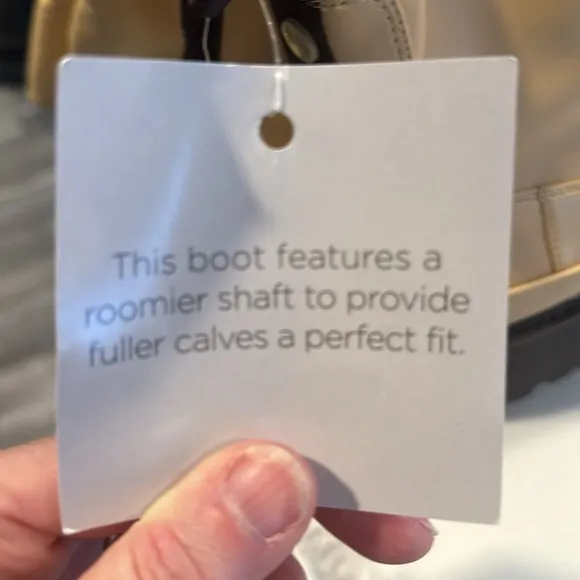 This boot features a
roomier shaft to provide
fuller calves a perfect fit.